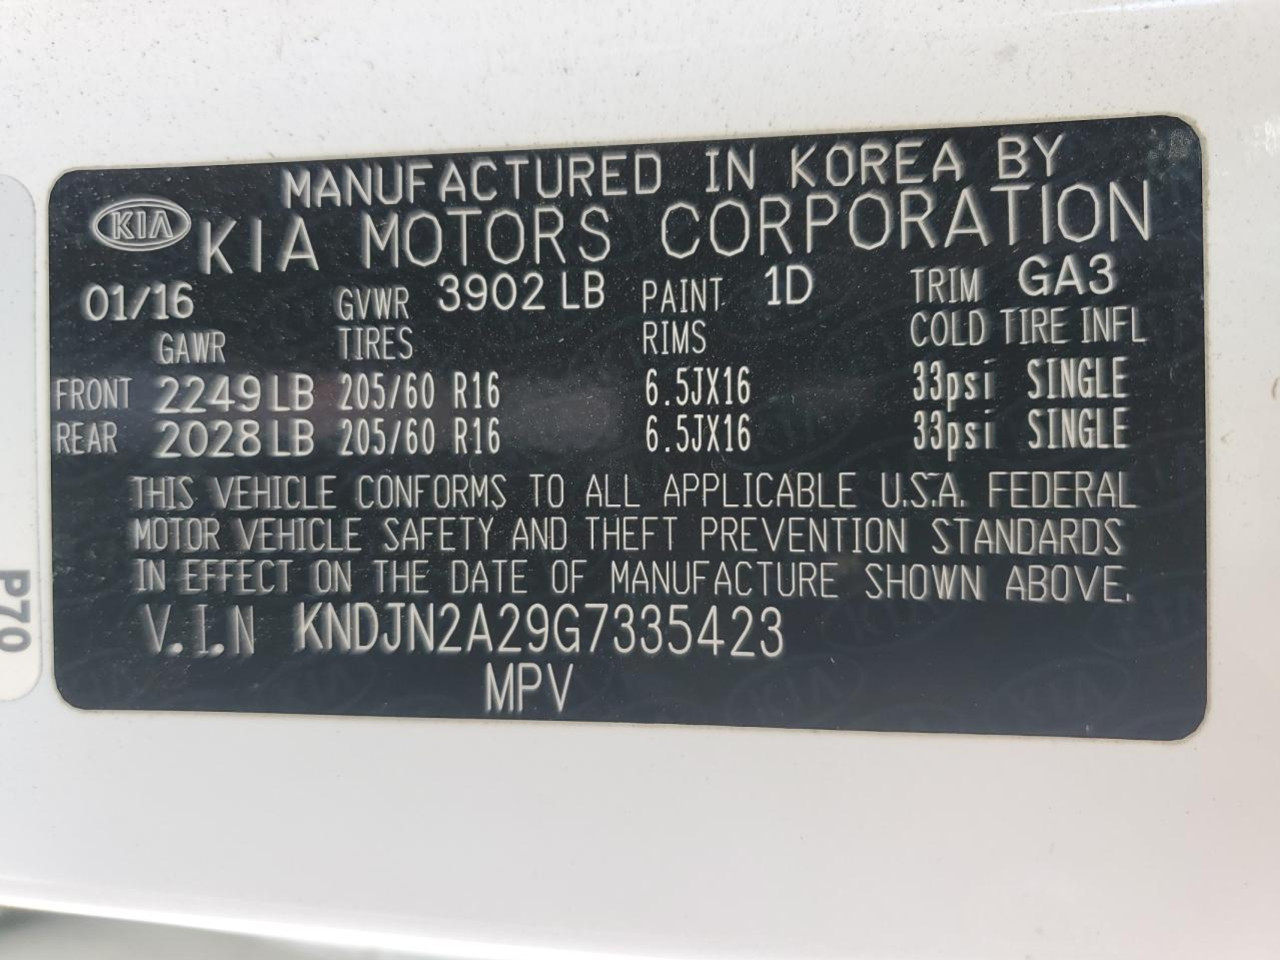 MANUFACTURED IN KOREA BY
KIA KIA MOTORS CORPORATION
01/16 GVWR 3902 LB PAINT 1D TRIM GA3
GAWR TIRES RIMS COLD TIRE INFL
FRONT 2249 LB 205/60 R16 6.5JX16 33psi SINGLE
REAR 2028 LB 205/60 R16 6.5JX16 33psi SINGLE
THIS VEHICLE CONFORMS TO ALL APPLICABLE U.S.A. FEDERAL
MOTOR VEHICLE SAFETY AND THEFT PREVENTION STANDARDS
IN EFFECT ON THE DATE OF MANUFACTURE SHOWN ABOVE.
V.I.N KNDJN2A29G7335423
MPV
P70